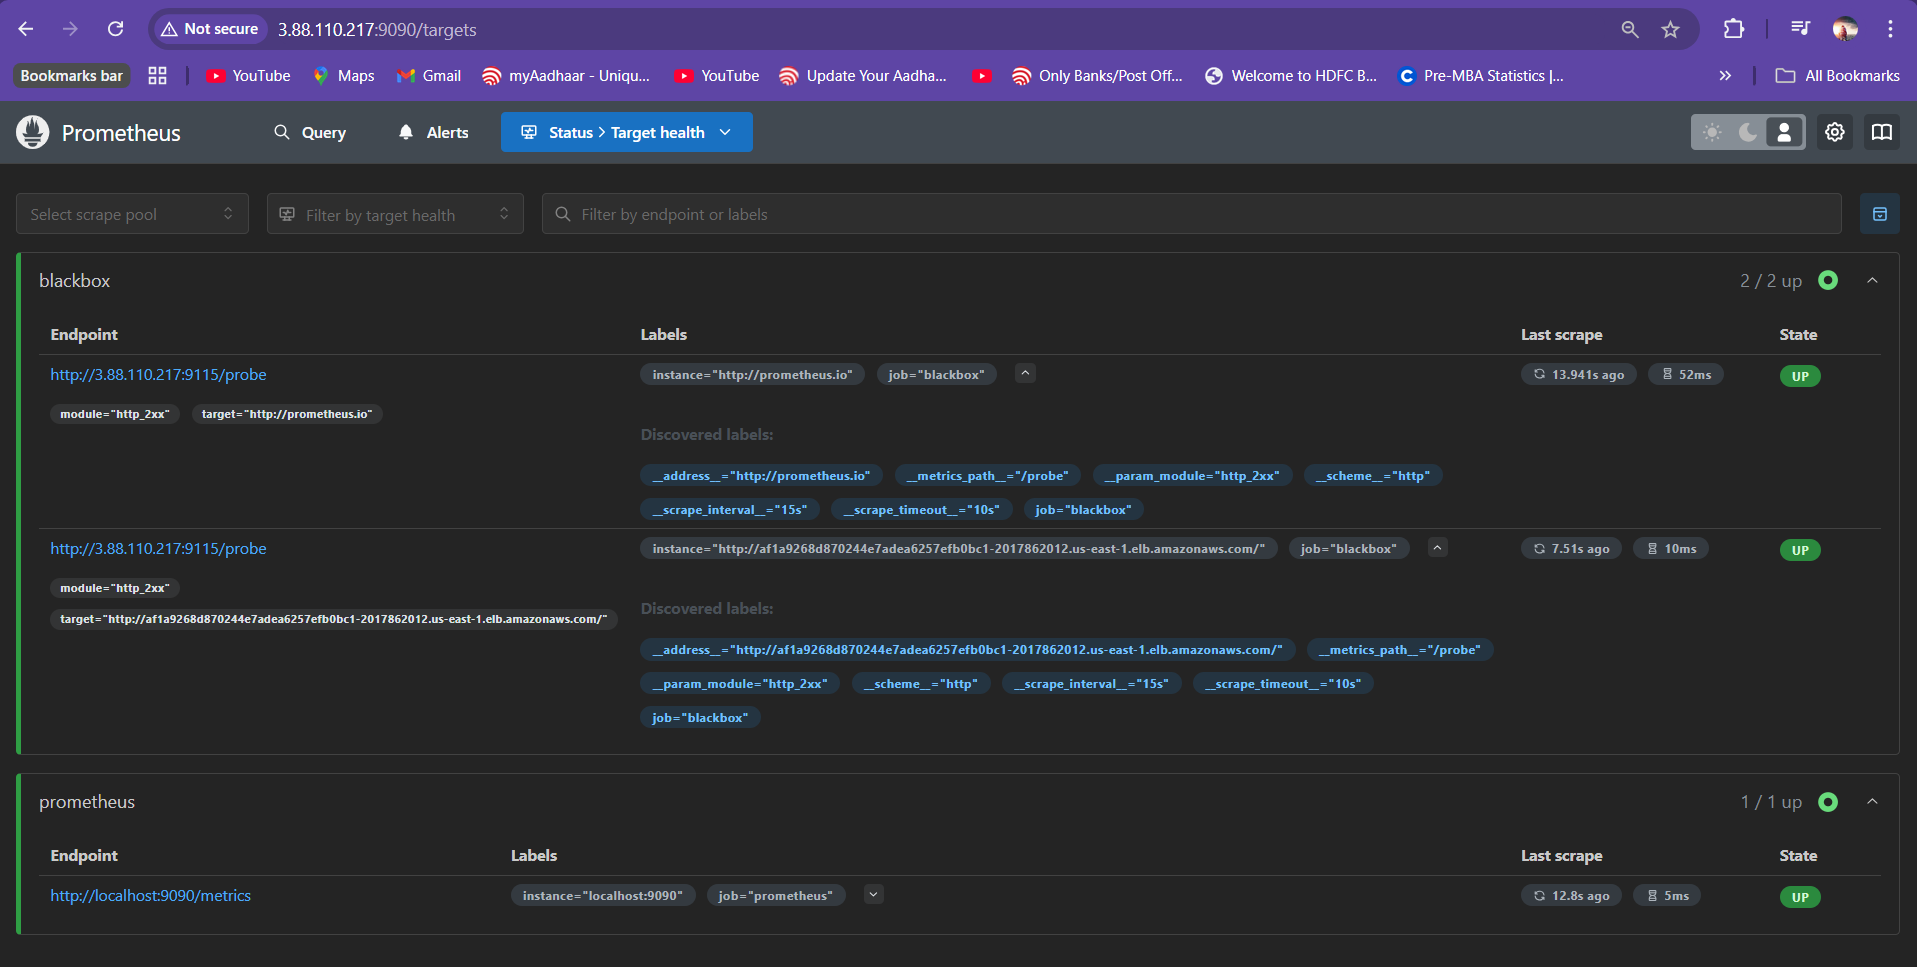 Not secure 3.88.110.217:9090/targets
Bookmarks bar YouTube Maps Gmail myAadhaar - Uniqu... YouTube Update Your Aadha... Only Banks/Post Off... Welcome to HDFC B... Pre-MBA Statistics |... » All Bookmarks
Prometheus Query Alerts Status > Target health
Select scrape pool Filter by target health Filter by endpoint or labels
blackbox 2 / 2 up
Endpoint Labels Last scrape State
http://3.88.110.217:9115/probe instance="http://prometheus.io" job="blackbox" 13.941s ago 52ms UP
module="http_2xx" target="http://prometheus.io"
Discovered labels:
__address__="http://prometheus.io" __metrics_path__="/probe" __param_module="http_2xx" __scheme__="http"
__scrape_interval__="15s" __scrape_timeout__="10s" job="blackbox"
http://3.88.110.217:9115/probe instance="http://af1a9268d870244e7adea6257efb0bc1-2017862012.us-east-1.elb.amazonaws.com/" job="blackbox" 7.51s ago 10ms UP
module="http_2xx"
target="http://af1a9268d870244e7adea6257efb0bc1-2017862012.us-east-1.elb.amazonaws.com/"
Discovered labels:
__address__="http://af1a9268d870244e7adea6257efb0bc1-2017862012.us-east-1.elb.amazonaws.com/" __metrics_path__="/probe"
__param_module="http_2xx" __scheme__="http" __scrape_interval__="15s" __scrape_timeout__="10s"
job="blackbox"
prometheus 1 / 1 up
Endpoint Labels Last scrape State
http://localhost:9090/metrics instance="localhost:9090" job="prometheus" 12.8s ago 5ms UP